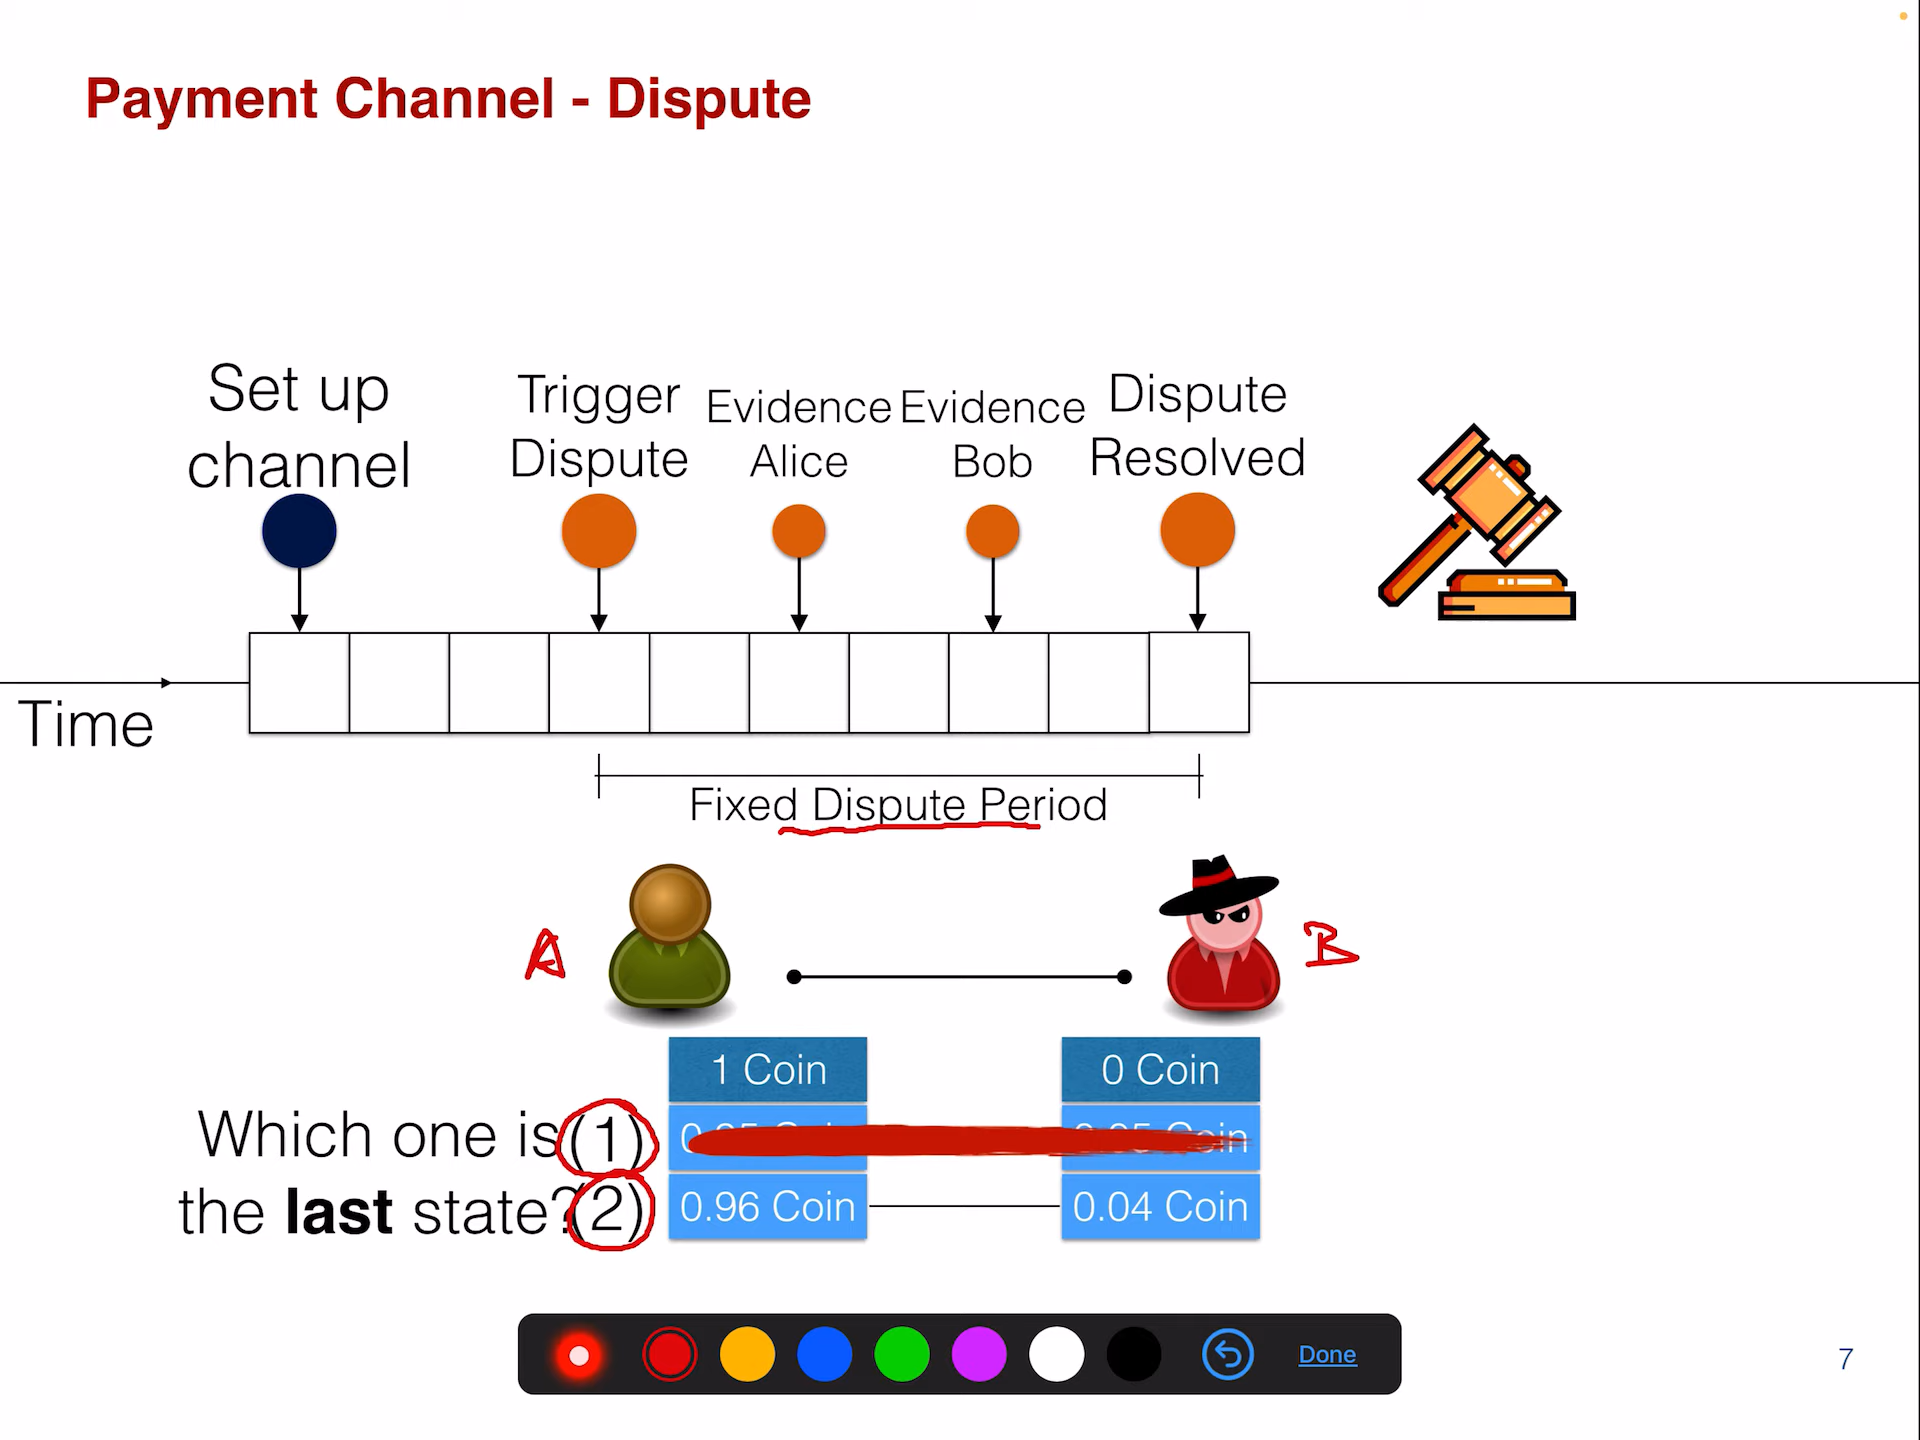 Payment Channel - Dispute
Set up
channel
Trigger
Dispute
Evidence
Alice
Evidence
Bob
Dispute
Resolved
Time
Fixed Dispute Period
A
B
1 Coin
0 Coin
Which one is (1)
the last state? (2)
0.96 Coin
0.04 Coin
Done
7